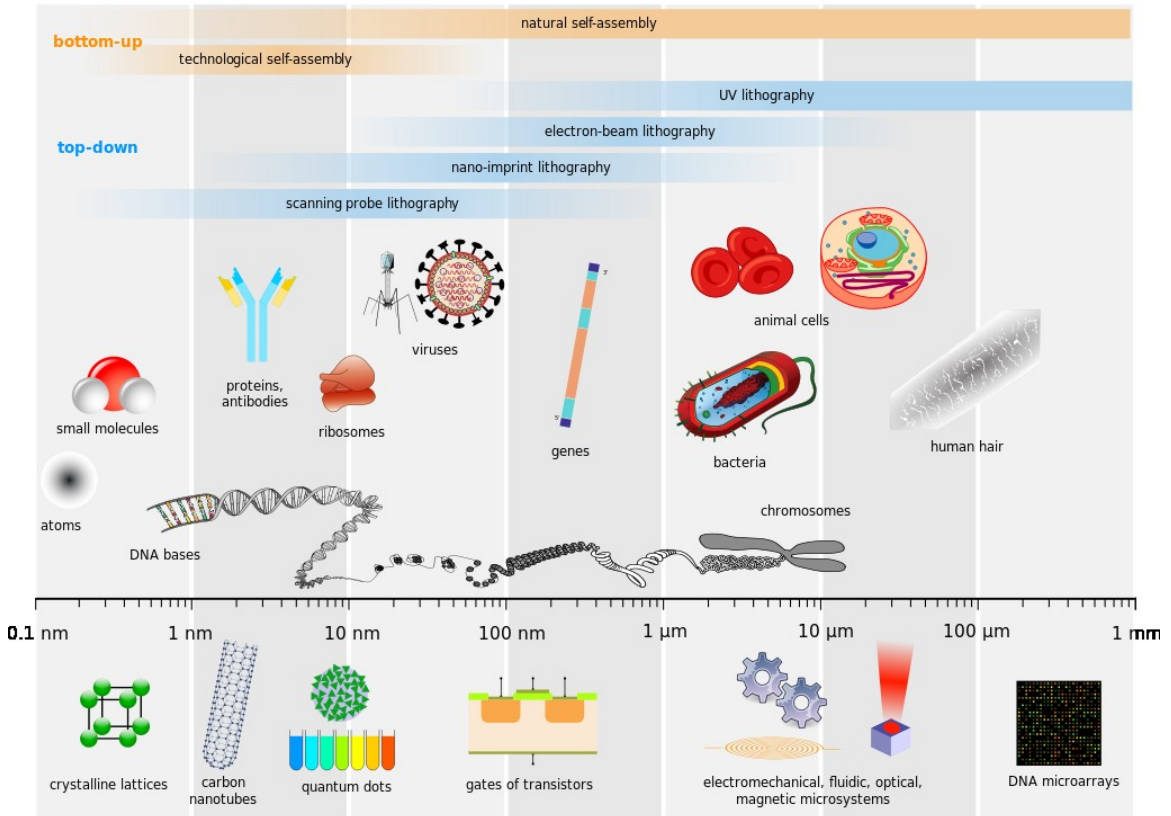 natural self-assembly
bottom-up
technological self-assembly
UV lithography
electron-beam lithography
top-down
nano-imprint lithography
scanning probe lithography
3'
animal cells
viruses
proteins,
antibodies
small molecules
ribosomes
5'
genes
human hair
bacteria
chromosomes
atoms
DNA bases
0.1 nm
1 nm
10 nm
100 nm
1 µm
10 µm
100 µm
1 mm
crystalline lattices
carbon
nanotubes
quantum dots
gates of transistors
electromechanical, fluidic, optical,
magnetic microsystems
DNA microarrays